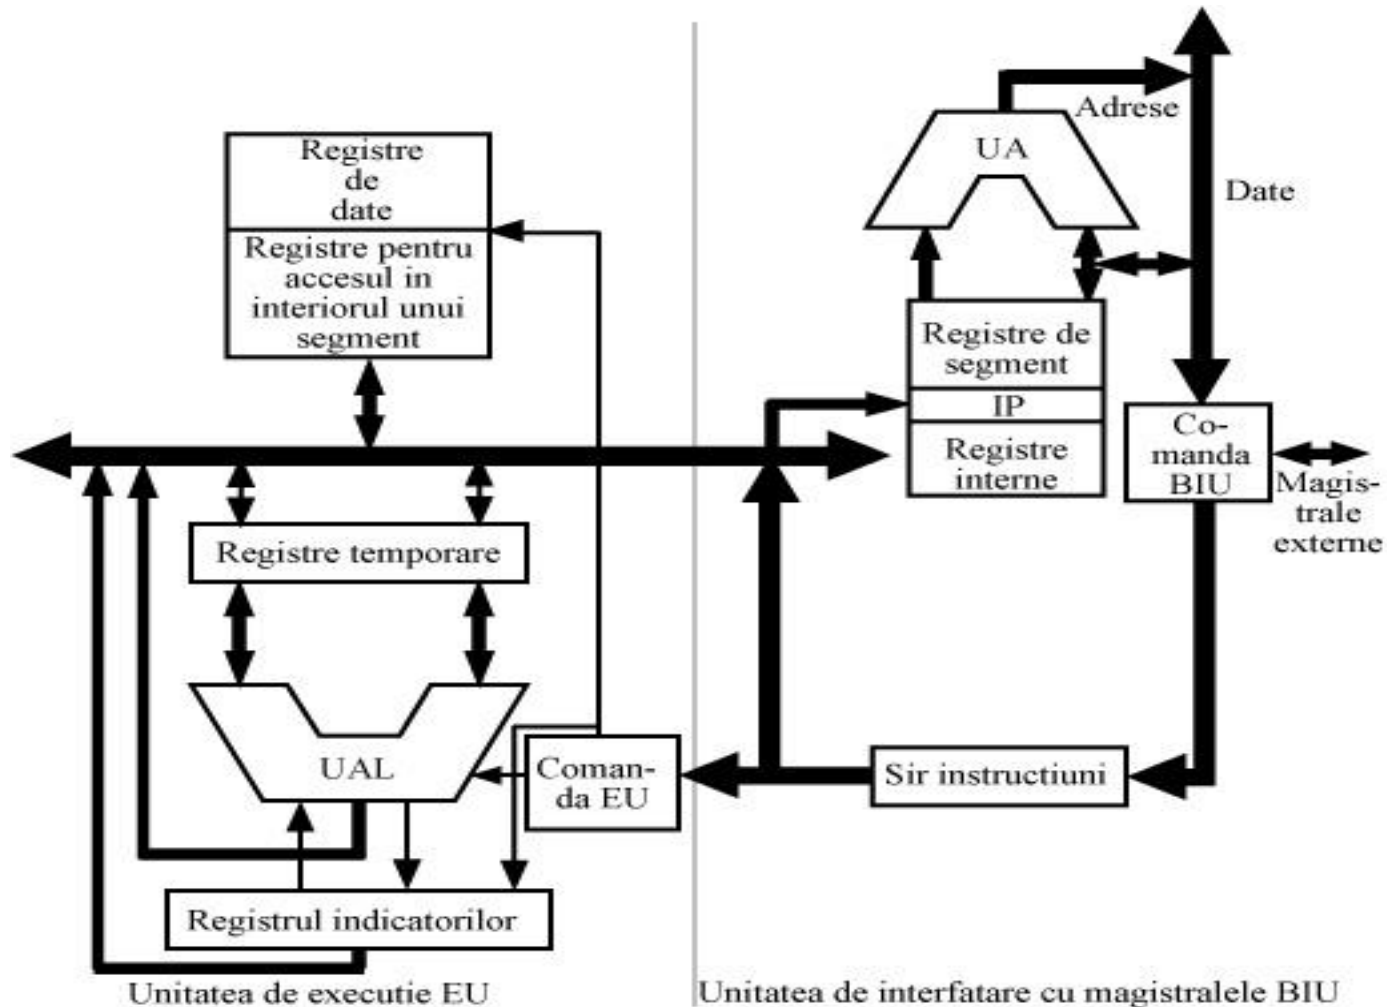 Registre
de
date
Registre pentru
accesul in
interiorul unui
segment
Registre temporare
UAL
Coman-
da EU
Registrul indicatorilor
Unitatea de executie EU
Adrese
UA
Date
Registre de
segment
IP
Registre
interne
Co-
manda
BIU
Magis-
trale
externe
Sir instructiuni
Unitatea de interfatare cu magistralele BIU